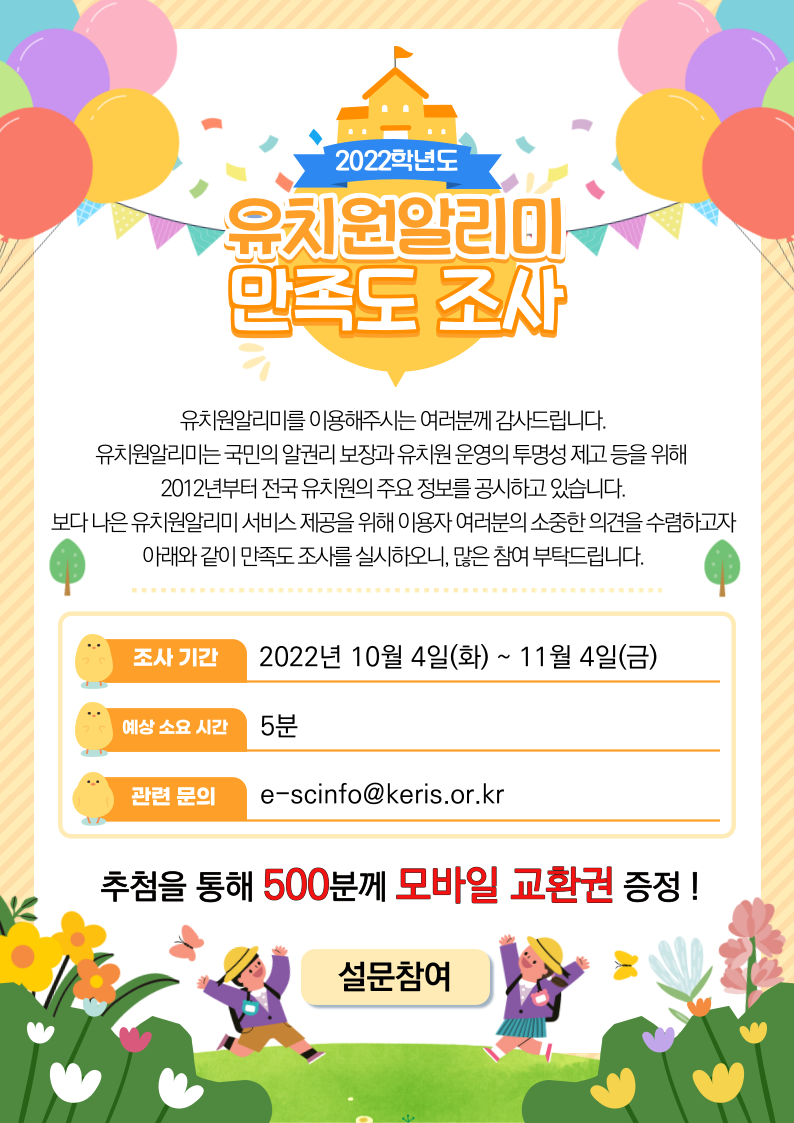 2022학년도
유치원알리미
만족도 조사
유치원알리미를 이용해주시는 여러분께 감사드립니다.
유치원알리미는 국민의 알권리 보장과 유치원 운영의 투명성 제고 등을 위해
2012년부터 전국 유치원의 주요 정보를 공시하고 있습니다.
보다 나은 유치원알리미 서비스 제공을 위해 이용자 여러분의 소중한 의견을 수렴하고자
아래와 같이 만족도 조사를 실시하오니, 많은 참여 부탁드립니다.
조사 기간 2022년 10월 4일(화) ~ 11월 4일(금)
예상 소요 시간 5분
관련 문의 e-scinfo@keris.or.kr
추첨을 통해 500분께 모바일 교환권 증정 !
설문참여